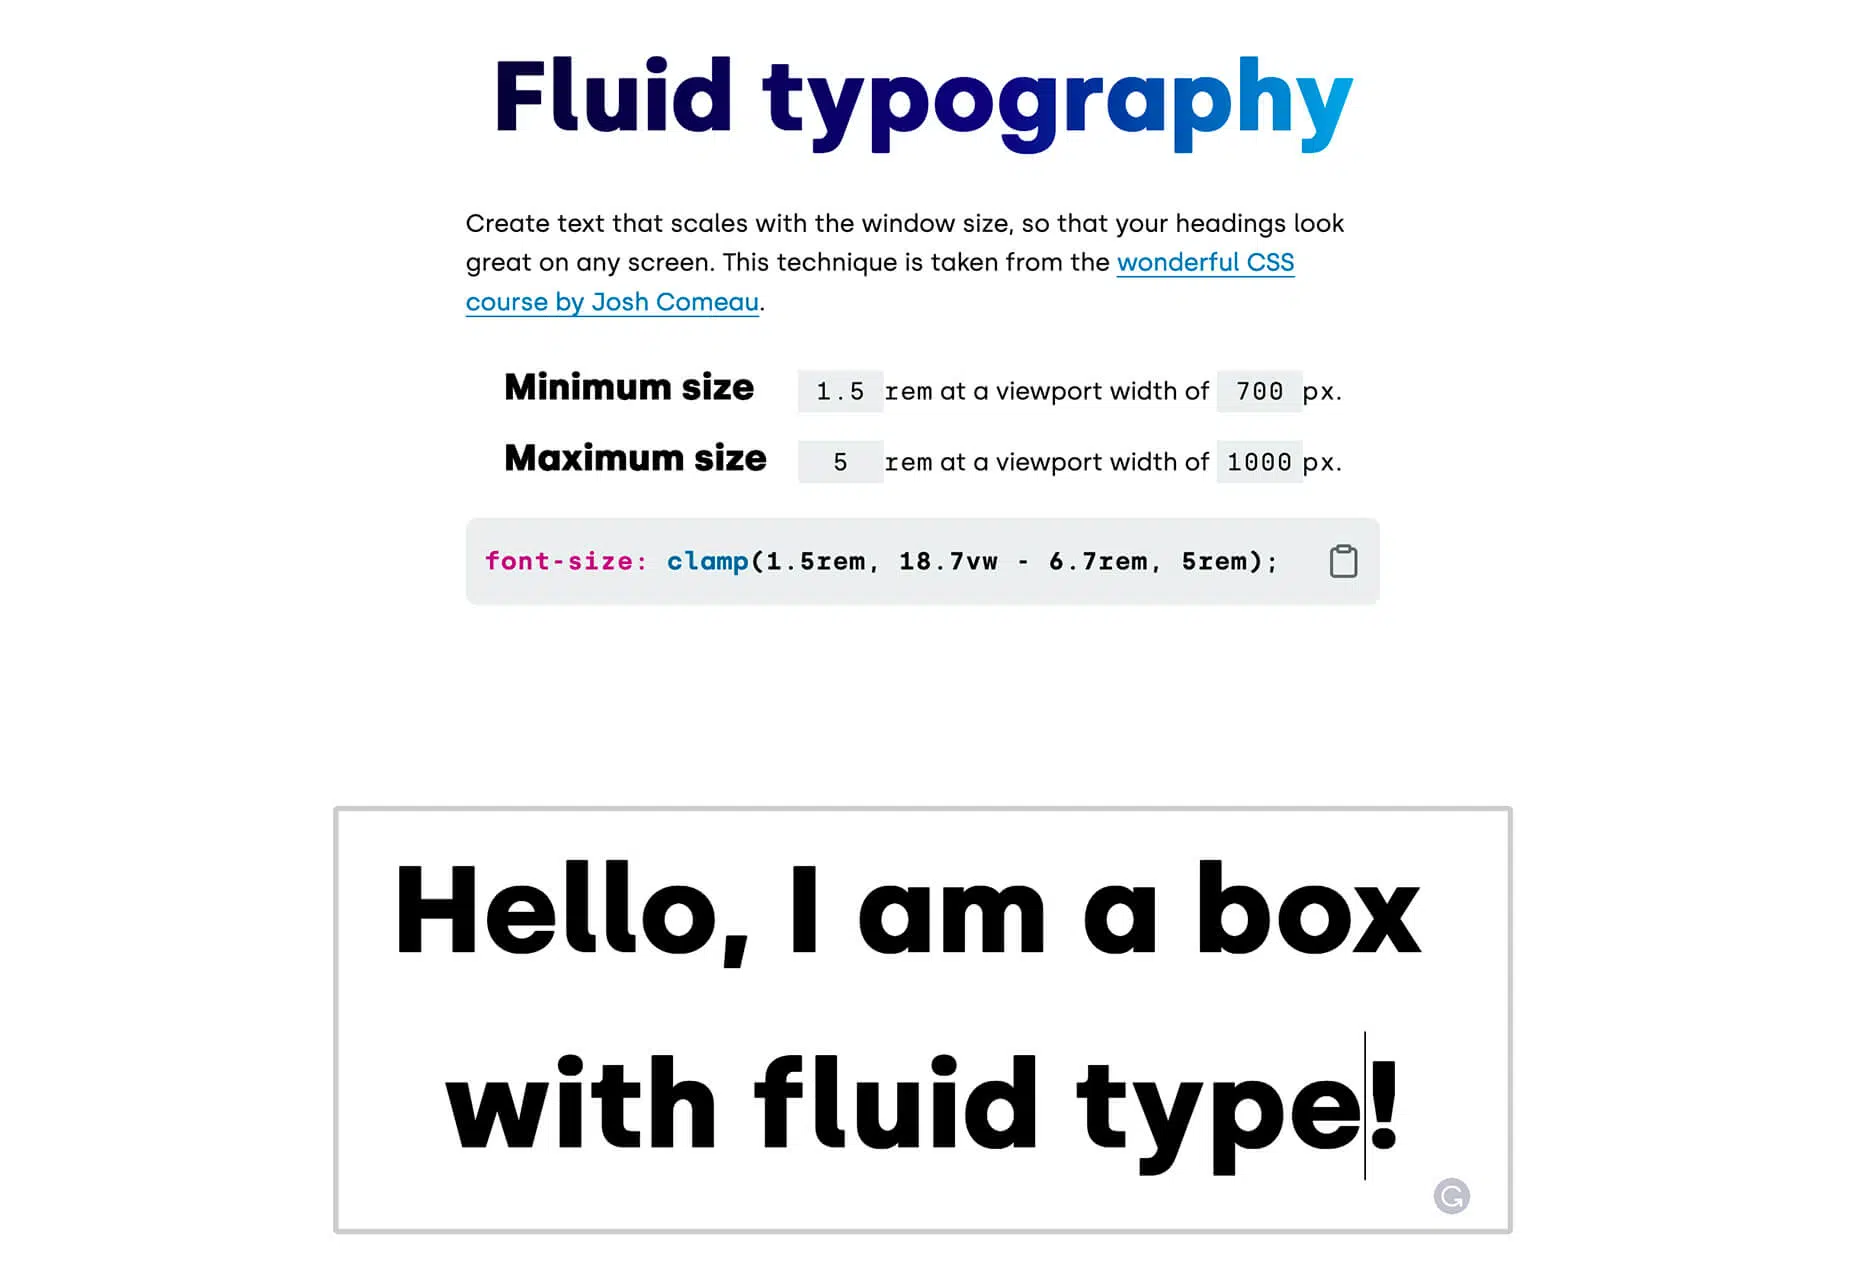 Fluid typography
Create text that scales with the window size, so that your headings look
great on any screen. This technique is taken from the wonderful CSS
course by Josh Comeau.
Minimum size 1.5 rem at a viewport width of 700 px.
Maximum size 5 rem at a viewport width of 1000 px.
font-size: clamp(1.5rem, 18.7vw - 6.7rem, 5rem);
Hello, I am a box
with fluid type!